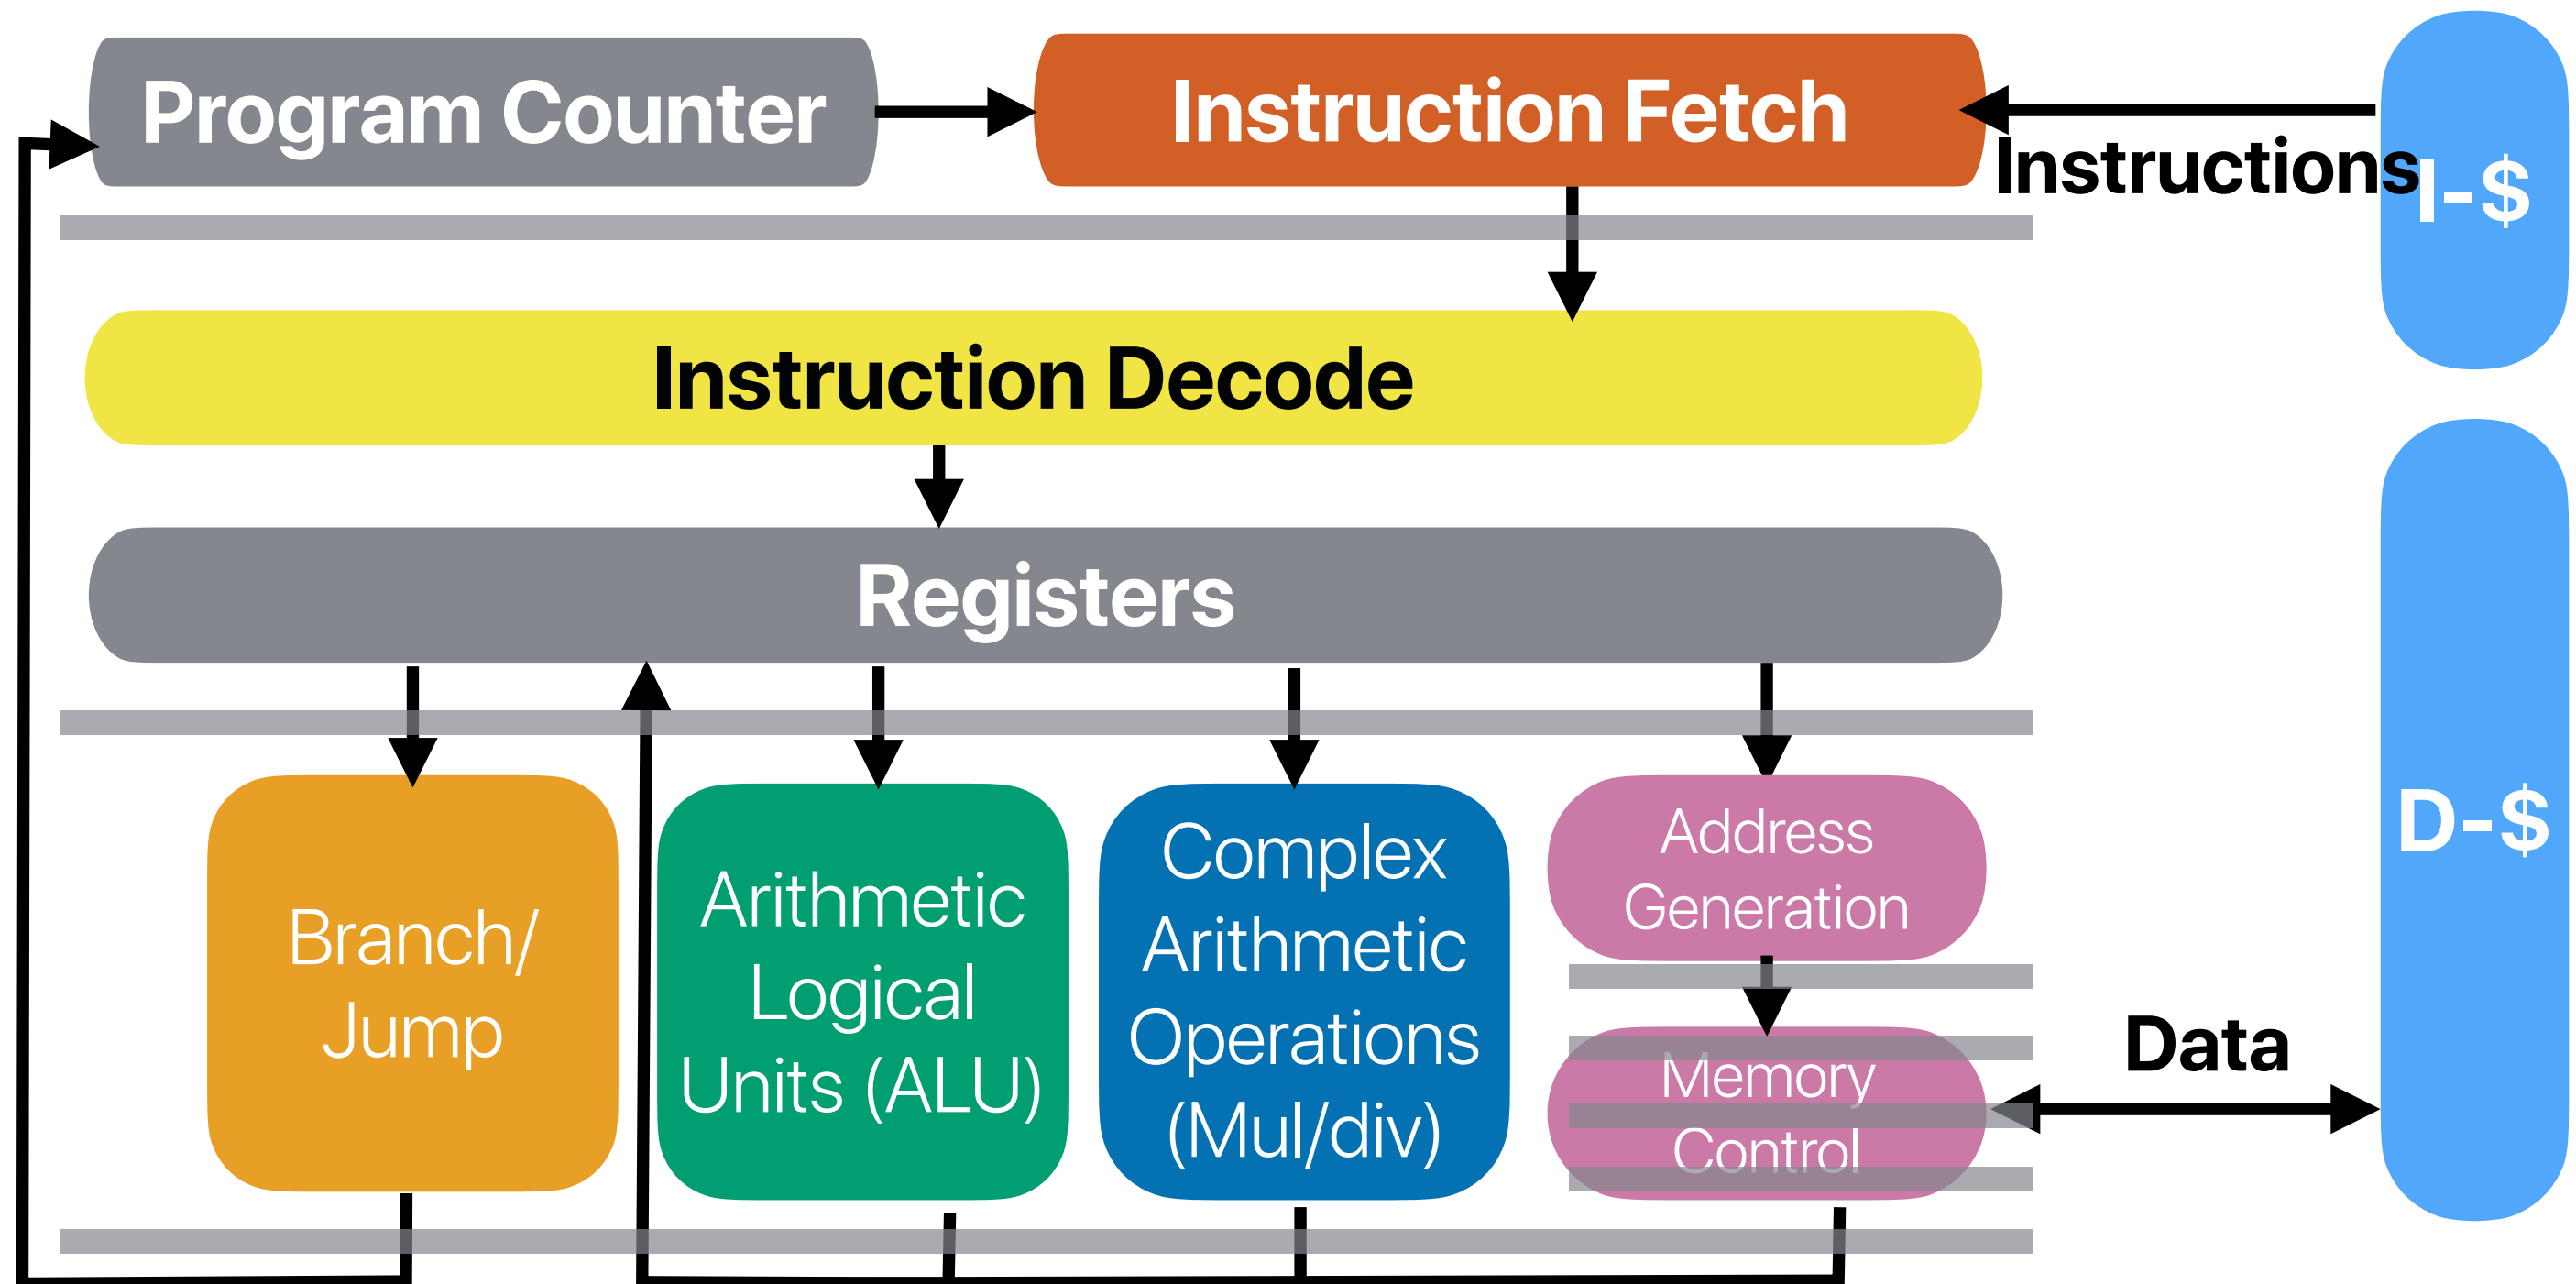 Program Counter
Instruction Fetch
Instructions
I-$
Instruction Decode
Registers
Branch/
Jump
Arithmetic
Logical
Units (ALU)
Complex
Arithmetic
Operations
(Mul/div)
Address
Generation
Memory
Control
Data
D-$